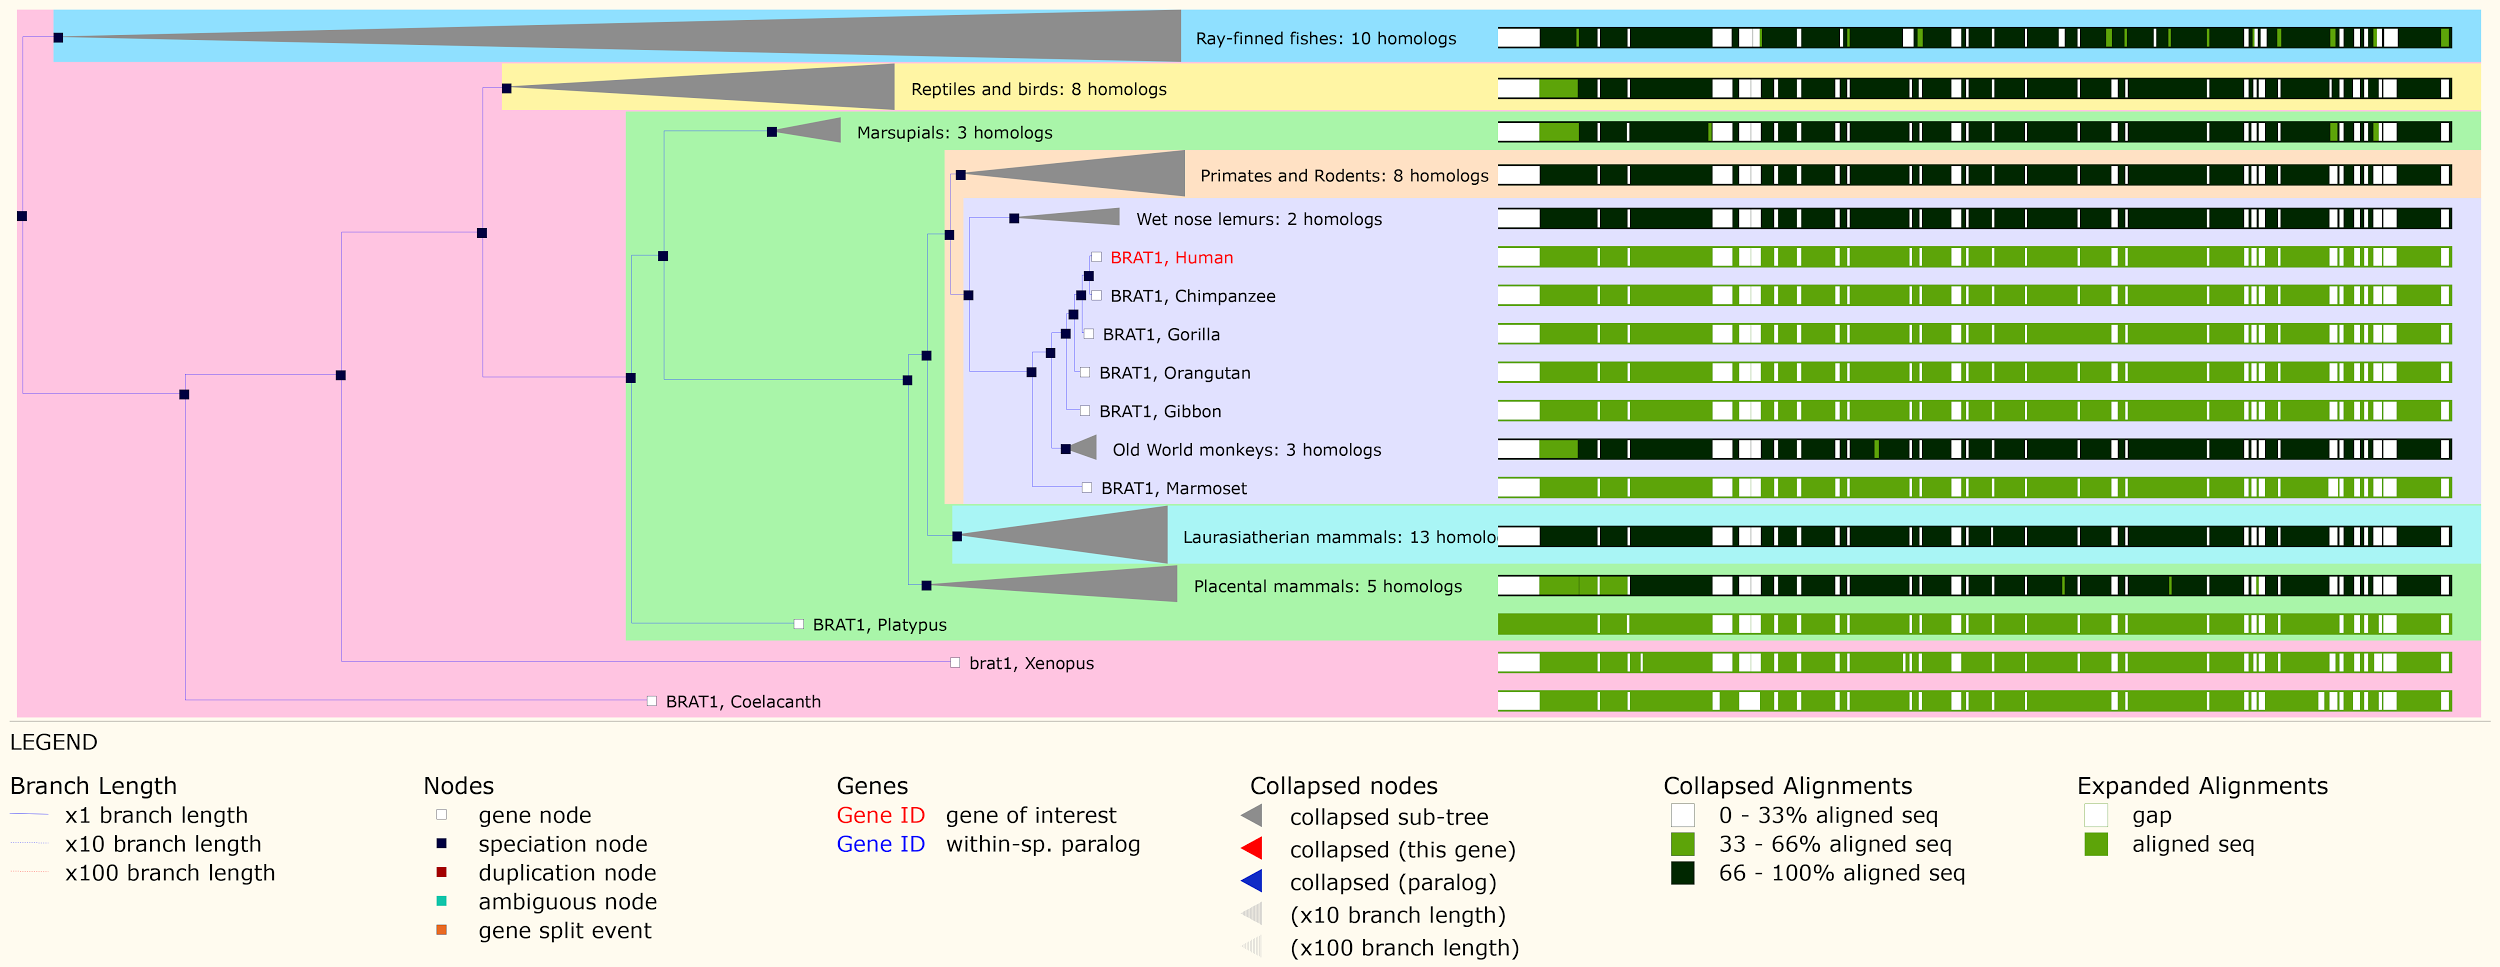 Ray-finned fishes: 10 homologs
Reptiles and birds: 8 homologs
Marsupials: 3 homologs
Primates and Rodents: 8 homologs
Wet nose lemurs: 2 homologs
BRAT1, Human
BRAT1, Chimpanzee
BRAT1, Gorilla
BRAT1, Orangutan
BRAT1, Gibbon
Old World monkeys: 3 homologs
BRAT1, Marmoset
Laurasiatherian mammals: 13 homolo
Placental mammals: 5 homologs
BRAT1, Platypus
brat1, Xenopus
BRAT1, Coelacanth
LEGEND
Branch Length
x1 branch length
x10 branch length
x100 branch length
Nodes
gene node
speciation node
duplication node
ambiguous node
gene split event
Genes
Gene ID gene of interest
Gene ID within-sp. paralog
Collapsed nodes
collapsed sub-tree
collapsed (this gene)
collapsed (paralog)
(x10 branch length)
(x100 branch length)
Collapsed Alignments
0 - 33% aligned seq
33 - 66% aligned seq
66 - 100% aligned seq
Expanded Alignments
gap
aligned seq